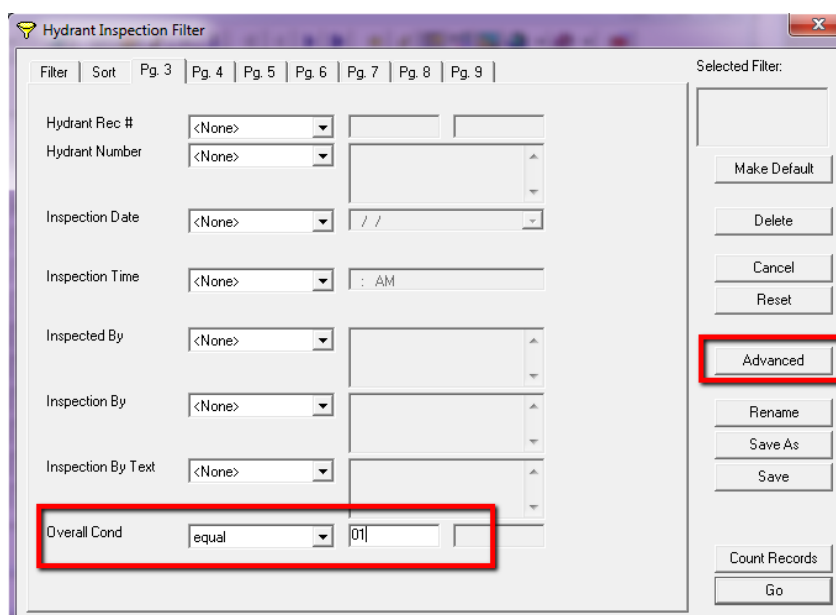 Hydrant Inspection Filter
x
Filter Sort Pg. 3 Pg. 4 Pg. 5 Pg. 6 Pg. 7 Pg. 8 Pg. 9
Selected Filter:
Hydrant Rec # <None>
Hydrant Number <None>
Make Default
Inspection Date <None> / /
Delete
Cancel
Inspection Time <None> : AM
Reset
Inspected By <None>
Advanced
Inspection By <None>
Rename
Save As
Inspection By Text <None>
Save
Overall Cond equal 01
Count Records
Go